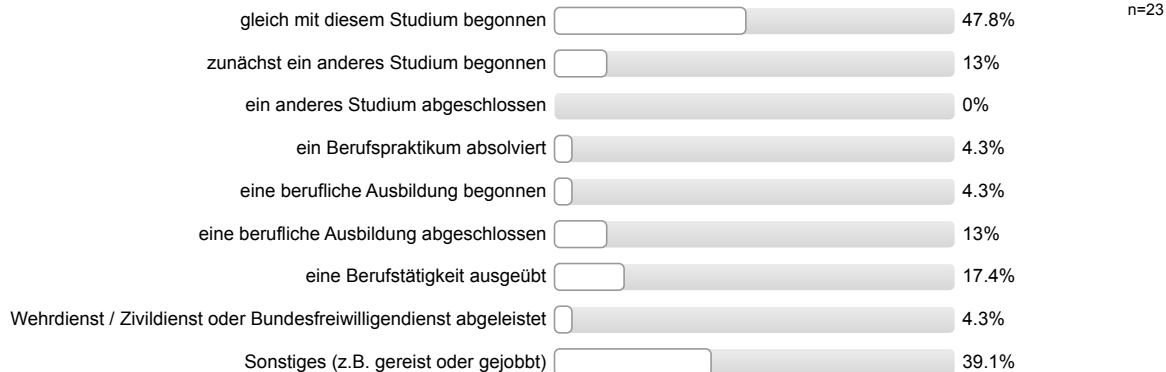 gleich mit diesem Studium begonnen 47.8% n=23
zunächst ein anderes Studium begonnen 13%
ein anderes Studium abgeschlossen 0%
ein Berufspraktikum absolviert 4.3%
eine berufliche Ausbildung begonnen 4.3%
eine berufliche Ausbildung abgeschlossen 13%
eine Berufstätigkeit ausgeübt 17.4%
Wehrdienst / Zivildienst oder Bundesfreiwilligendienst abgeleistet 4.3%
Sonstiges (z.B. gereist oder gejobbt) 39.1%